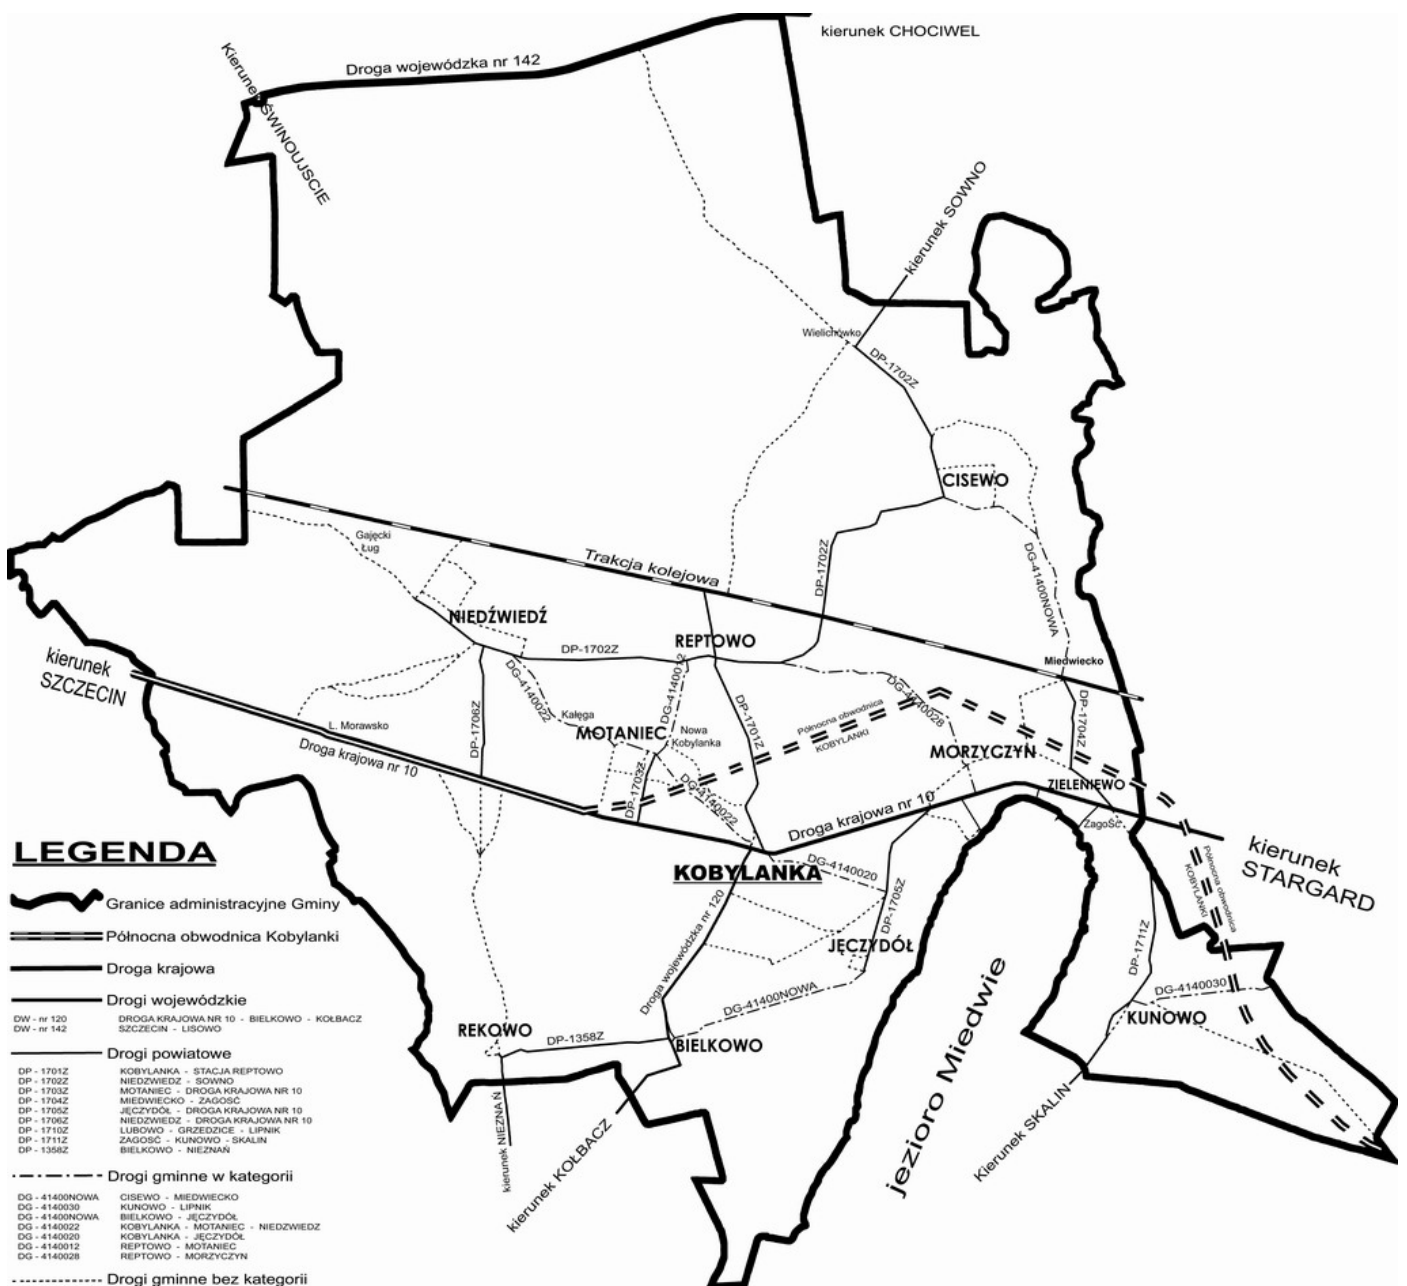 kierunek CHOCIWEL
Kierunek ŚWINOUJSCIE
Droga wojewódzka nr 142
kierunek SOWNO
Wielichówko
DP-1702Z
CISEWO
Gajęcki
Ług
Trakcja kolejowa
DP-1702Z
DG-41400NOWA
NIEDŹWIEDŹ
REPTOWO
DP-1702Z
Miedwiecko
kierunek
SZCZECIN
DG-4140022
DG-4140012
DG-4140028
DP-1706Z
DP-1701Z
DP-1704Z
Kałęga
L. Morawsko
MOTANIEC
Nowa
Kobylanka
Północna obwodnica
KOBYLANKI
MORZYCZYN
Droga krajowa nr 10
DP-1703Z
DG-4140022
ZIELENIEWO
Droga krajowa nr 10
Zagość
kierunek
STARGARD
Północna obwodnica
KOBYLANKI
KOBYLANKA
DG-4140020
DP-1705Z
Droga wojewódzka nr 120
JĘCZYDÓŁ
DP-1711Z
DG-41400NOWA
DG-4140030
KUNOWO
REKOWO
DP-1358Z
BIELKOWO
jezioro Miedwie
Kierunek SKALIN
kierunek NIEZNA Ń
kierunek KOŁBACZ
LEGENDA
Granice administracyjne Gminy
Północna obwodnica Kobylanki
Droga krajowa
Drogi wojewódzkie
DW - nr 120 DROGA KRAJOWA NR 10 - BIELKOWO - KOŁBACZ
DW - nr 142 SZCZECIN - LISOWO
Drogi powiatowe
DP - 1701Z KOBYLANKA - STACJA REPTOWO
DP - 1702Z NIEDZWIEDZ - SOWNO
DP - 1703Z MOTANIEC - DROGA KRAJOWA NR 10
DP - 1704Z MIEDWIECKO - ZAGOSĆ
DP - 1705Z JĘCZYDÓŁ - DROGA KRAJOWA NR 10
DP - 1706Z NIEDZWIEDZ - DROGA KRAJOWA NR 10
DP - 1710Z LUBOWO - GRZEDZICE - LIPNIK
DP - 1711Z ZAGOSĆ - KUNOWO - SKALIN
DP - 1358Z BIELKOWO - NIEZNAŃ
Drogi gminne w kategorii
DG - 41400NOWA CISEWO - MIEDWIECKO
DG - 4140030 KUNOWO - LIPNIK
DG - 41400NOWA BIELKOWO - JĘCZYDÓŁ
DG - 4140022 KOBYLANKA - MOTANIEC - NIEDZWIEDZ
DG - 4140020 KOBYLANKA - JĘCZYDÓŁ
DG - 4140012 REPTOWO - MOTANIEC
DG - 4140028 REPTOWO - MORZYCZYN
Drogi gminne bez kategorii